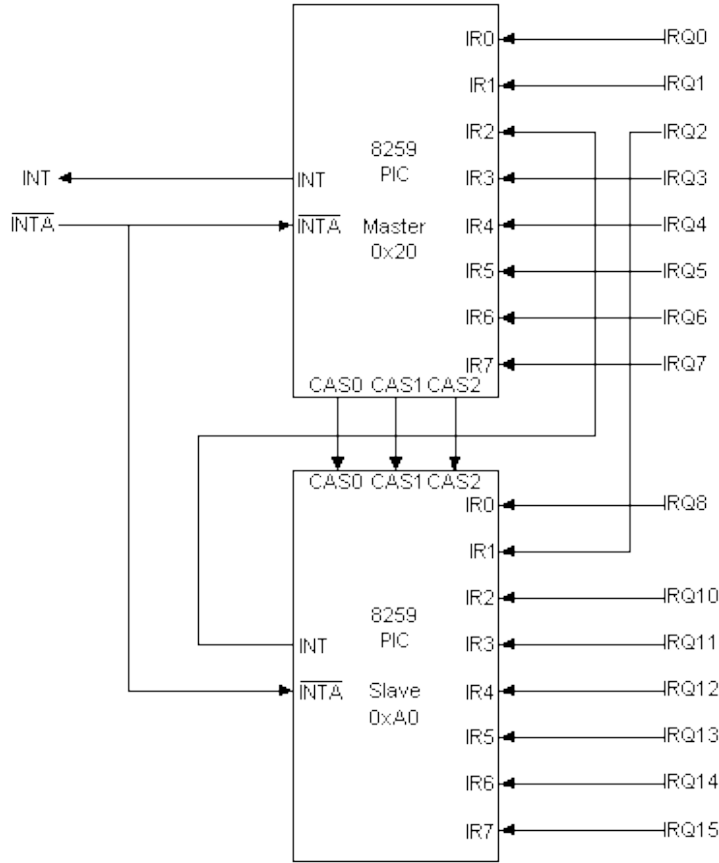 IR0 IRQ0
IR1 IRQ1
IR2 IRQ2
8259
PIC
INT INT IR3 IRQ3
INTA INTA Master IR4 IRQ4
0x20
IR5 IRQ5
IR6 IRQ6
IR7 IRQ7
CAS0 CAS1 CAS2
CAS0 CAS1 CAS2
IR0 IRQ8
IR1
IR2 IRQ10
8259
PIC
INT IR3 IRQ11
INTA Slave IR4 IRQ12
0xA0
IR5 IRQ13
IR6 IRQ14
IR7 IRQ15